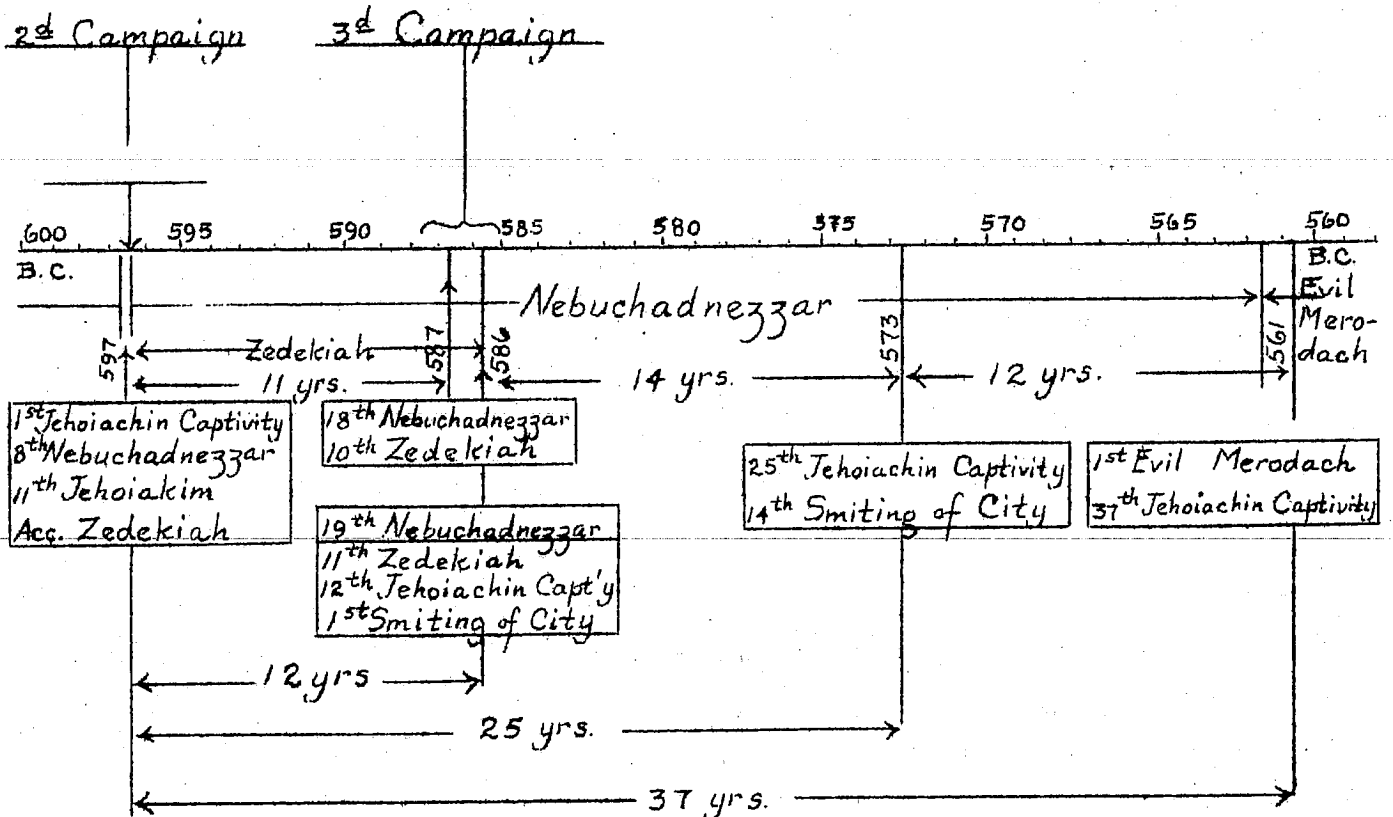 2d Campaign
3d Campaign
600 595 590 585 580 575 570 565 560
B.C. B.C.
Nebuchadnezzar
Evil
Mero-
dach
597
Zedekiah
587
586
573
561
11 yrs.
14 yrs.
12 yrs.
1st Jehoiachin Captivity
8th Nebuchadnezzar
11th Jehoiakim
Acc. Zedekiah
18th Nebuchadnezzar
10th Zedekiah
19th Nebuchadnezzar
11th Zedekiah
12th Jehoiachin Capt'y
1st Smiting of City
25th Jehoiachin Captivity
14th Smiting of City
1st Evil Merodach
37th Jehoiachin Captivity
12 yrs
25 yrs.
37 yrs.